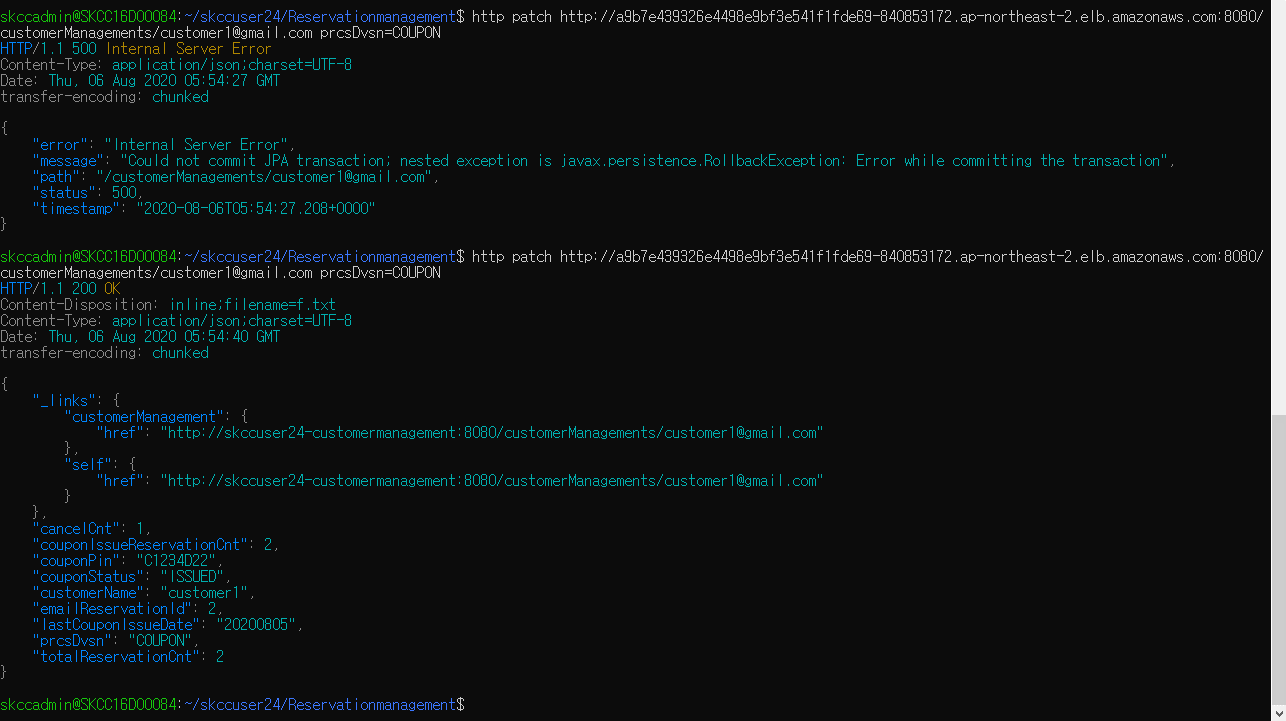 skccadmin@SKCC16D00084:~/skccuser24/Reservationmanagement$ http patch http://a9b7e439326e4498e9bf3e541f1fde69-840853172.ap-northeast-2.elb.amazonaws.com:8080/
customerManagements/customer1@gmail.com prcsDvsn=COUPON
HTTP/1.1 500 Internal Server Error
Content-Type: application/json;charset=UTF-8
Date: Thu, 06 Aug 2020 05:54:27 GMT
transfer-encoding: chunked

{
    "error": "Internal Server Error",
    "message": "Could not commit JPA transaction; nested exception is javax.persistence.RollbackException: Error while committing the transaction",
    "path": "/customerManagements/customer1@gmail.com",
    "status": 500,
    "timestamp": "2020-08-06T05:54:27.208+0000"
}

skccadmin@SKCC16D00084:~/skccuser24/Reservationmanagement$ http patch http://a9b7e439326e4498e9bf3e541f1fde69-840853172.ap-northeast-2.elb.amazonaws.com:8080/
customerManagements/customer1@gmail.com prcsDvsn=COUPON
HTTP/1.1 200 OK
Content-Disposition: inline;filename=f.txt
Content-Type: application/json;charset=UTF-8
Date: Thu, 06 Aug 2020 05:54:40 GMT
transfer-encoding: chunked

{
    "_links": {
        "customerManagement": {
            "href": "http://skccuser24-customermanagement:8080/customerManagements/customer1@gmail.com"
        },
        "self": {
            "href": "http://skccuser24-customermanagement:8080/customerManagements/customer1@gmail.com"
        }
    },
    "cancelCnt": 1,
    "couponIssueReservationCnt": 2,
    "couponPin": "C1234D22",
    "couponStatus": "ISSUED",
    "customerName": "customer1",
    "emailReservationId": 2,
    "lastCouponIssueDate": "20200805",
    "prcsDvsn": "COUPON",
    "totalReservationCnt": 2
}

skccadmin@SKCC16D00084:~/skccuser24/Reservationmanagement$